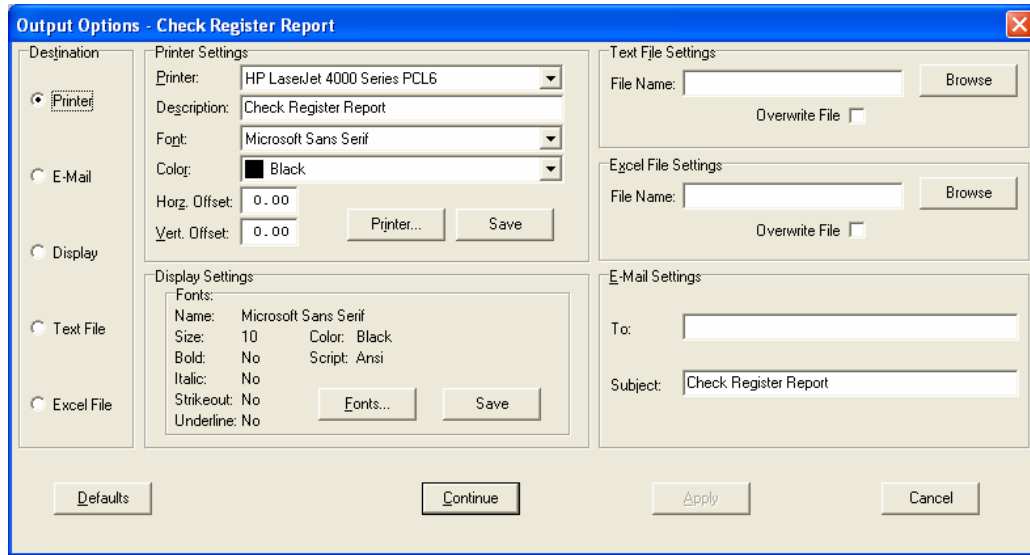 Output Options - Check Register Report
Destination
Printer
E-Mail
Display
Text File
Excel File
Printer Settings
Printer: HP LaserJet 4000 Series PCL6
Description: Check Register Report
Font: Microsoft Sans Serif
Color: Black
Horz. Offset: 0.00
Vert. Offset: 0.00
Printer... Save
Display Settings
Fonts:
Name: Microsoft Sans Serif
Size: 10 Color: Black
Bold: No Script: Ansi
Italic: No
Strikeout: No
Underline: No
Fonts... Save
Text File Settings
File Name: Browse
Overwrite File
Excel File Settings
File Name: Browse
Overwrite File
E-Mail Settings
To:
Subject: Check Register Report
Defaults Continue Apply Cancel